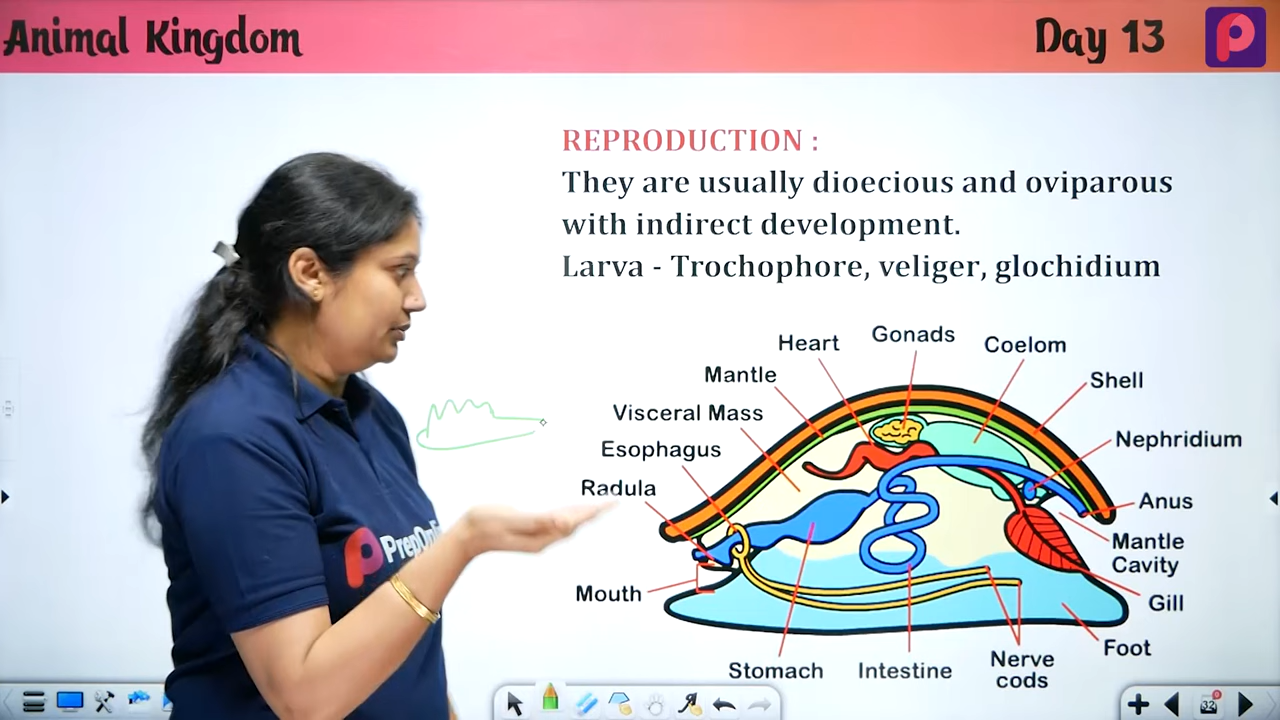 Animal Kingdom
Day 13
REPRODUCTION :
They are usually dioecious and oviparous
with indirect development.
Larva - Trochophore, veliger, glochidium
Heart
Gonads
Coelom
Mantle
Shell
Visceral Mass
Nephridium
Esophagus
Radula
Anus
Mantle
Cavity
Mouth
Gill
Foot
Stomach
Intestine
Nerve
cods
32